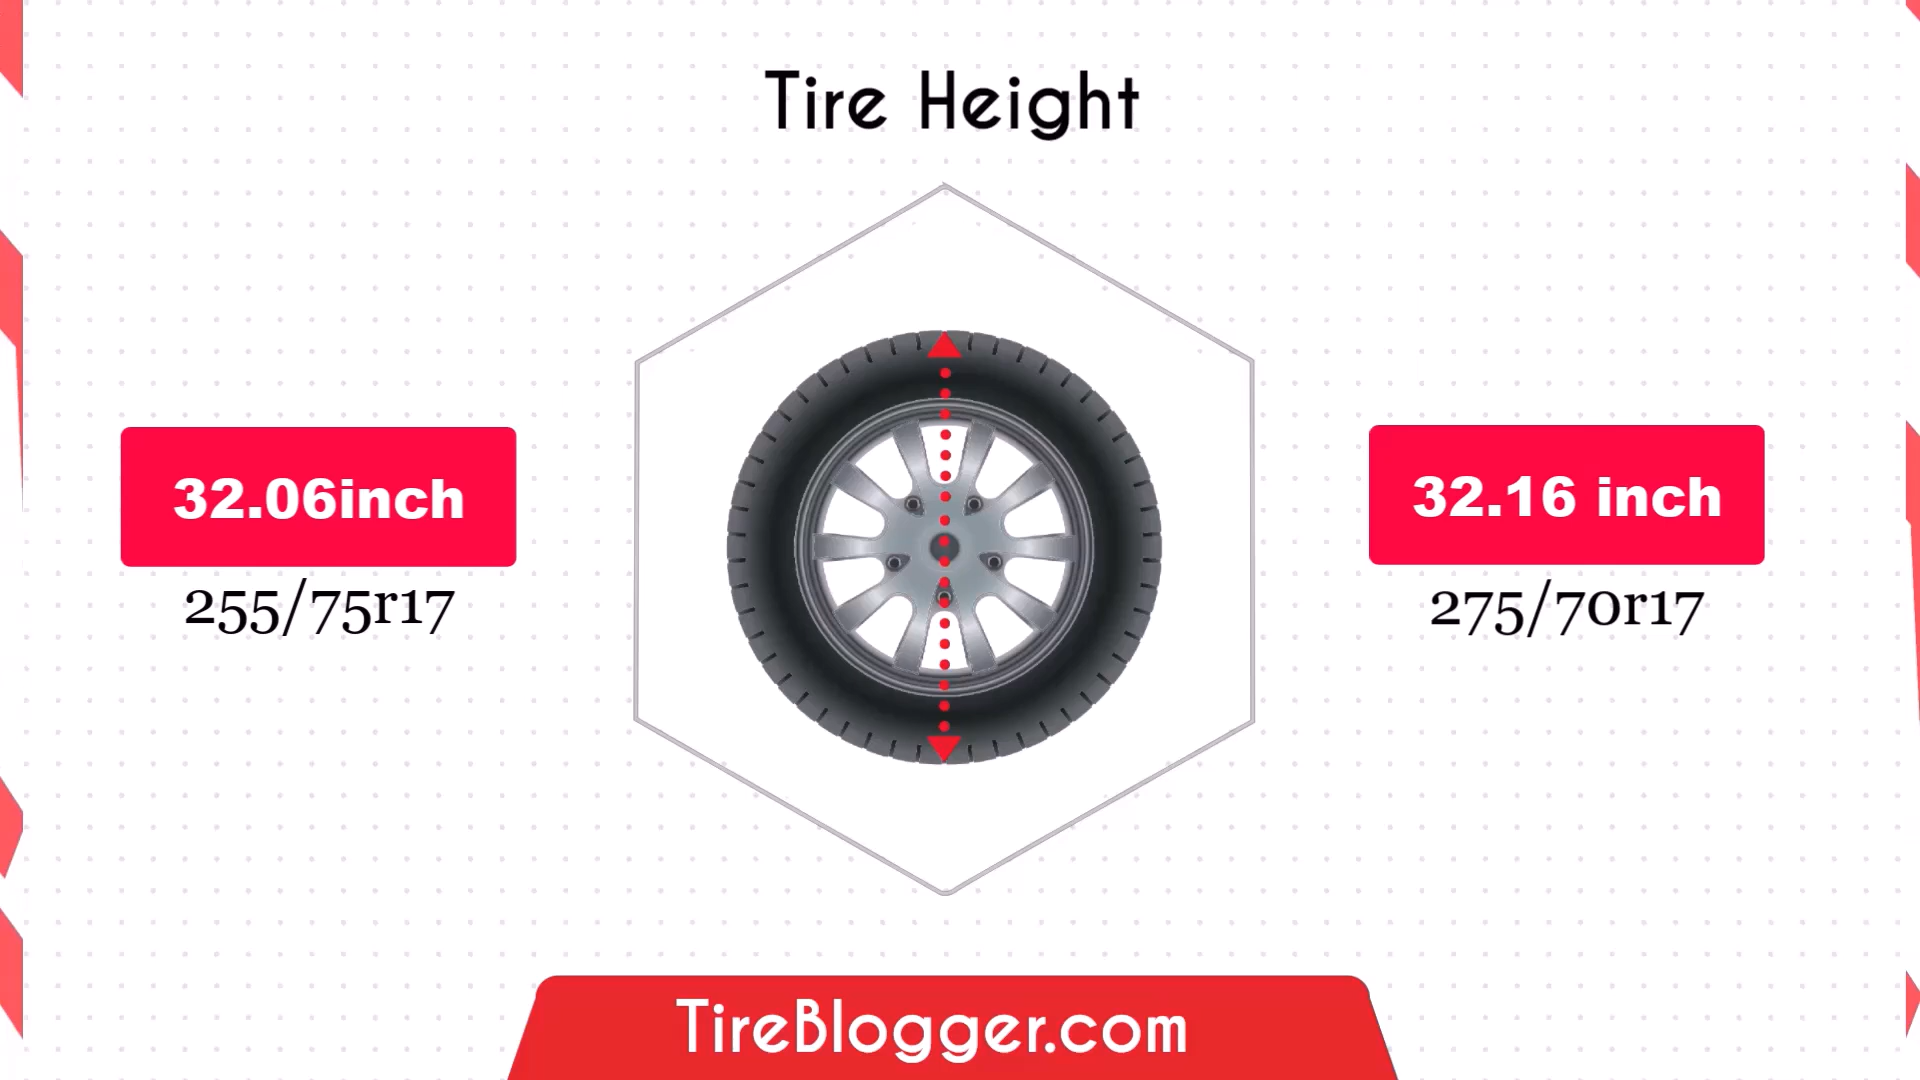 Tire Height
32.06inch
255/75r17
32.16 inch
275/70r17
TireBlogger.com